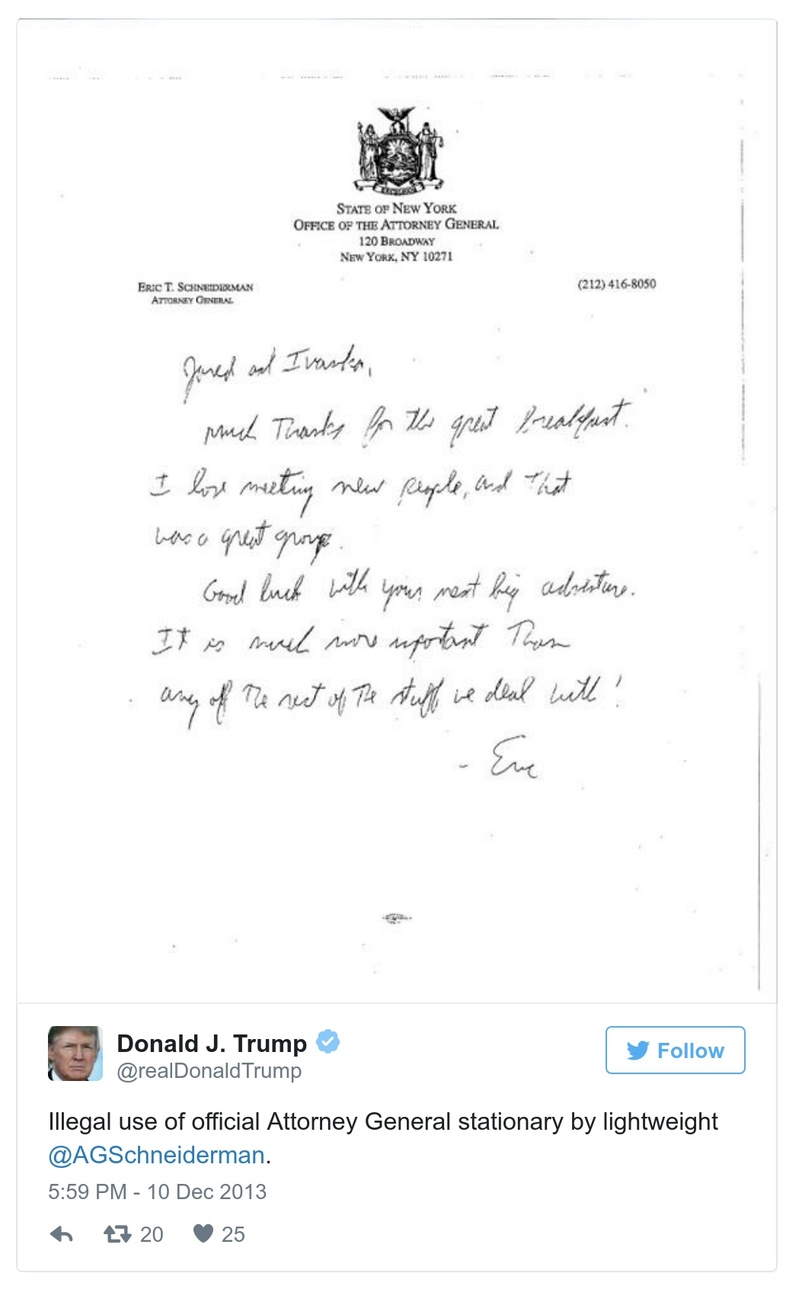 EXCELSIOR
STATE OF NEW YORK
OFFICE OF THE ATTORNEY GENERAL
120 BROADWAY
NEW YORK, NY 10271
ERIC T. SCHNEIDERMAN
ATTORNEY GENERAL
(212) 416-8050
Jared and Ivanka,
Much Thanks for the great breakfast.
I love meeting new people, and That
was a great group.
Good luck with your next big adventure.
It is much more important Than
any off The rest of The stuff we deal with!
- Eric
Donald J. Trump
@realDonaldTrump
Follow
Illegal use of official Attorney General stationary by lightweight
@AGSchneiderman.
5:59 PM - 10 Dec 2013
20
25